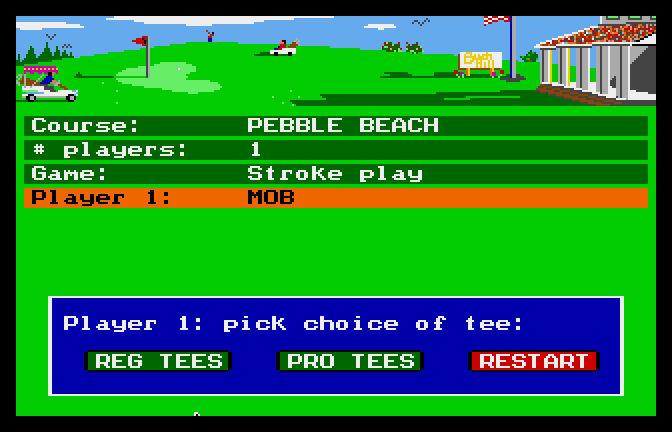 Course: PEBBLE BEACH
# players: 1
Game: Stroke play
Player 1: MOB
Player 1: pick choice of tee:
REG TEES PRO TEES RESTART